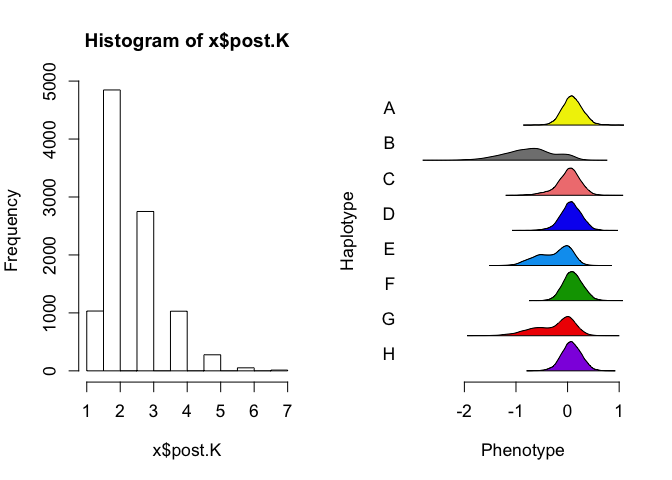 Histogram of x$post.K
Frequency
0
1000
2000
3000
4000
5000
1 2 3 4 5 6 7
x$post.K
Haplotype
A
B
C
D
E
F
G
H
-2 -1 0 1
Phenotype